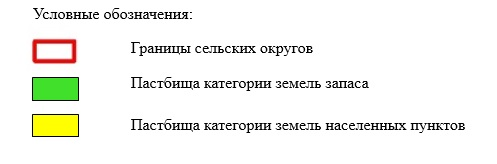 Условные обозначения:
Границы сельских округов
Пастбища категории земель запаса
Пастбища категории земель населенных пунктов